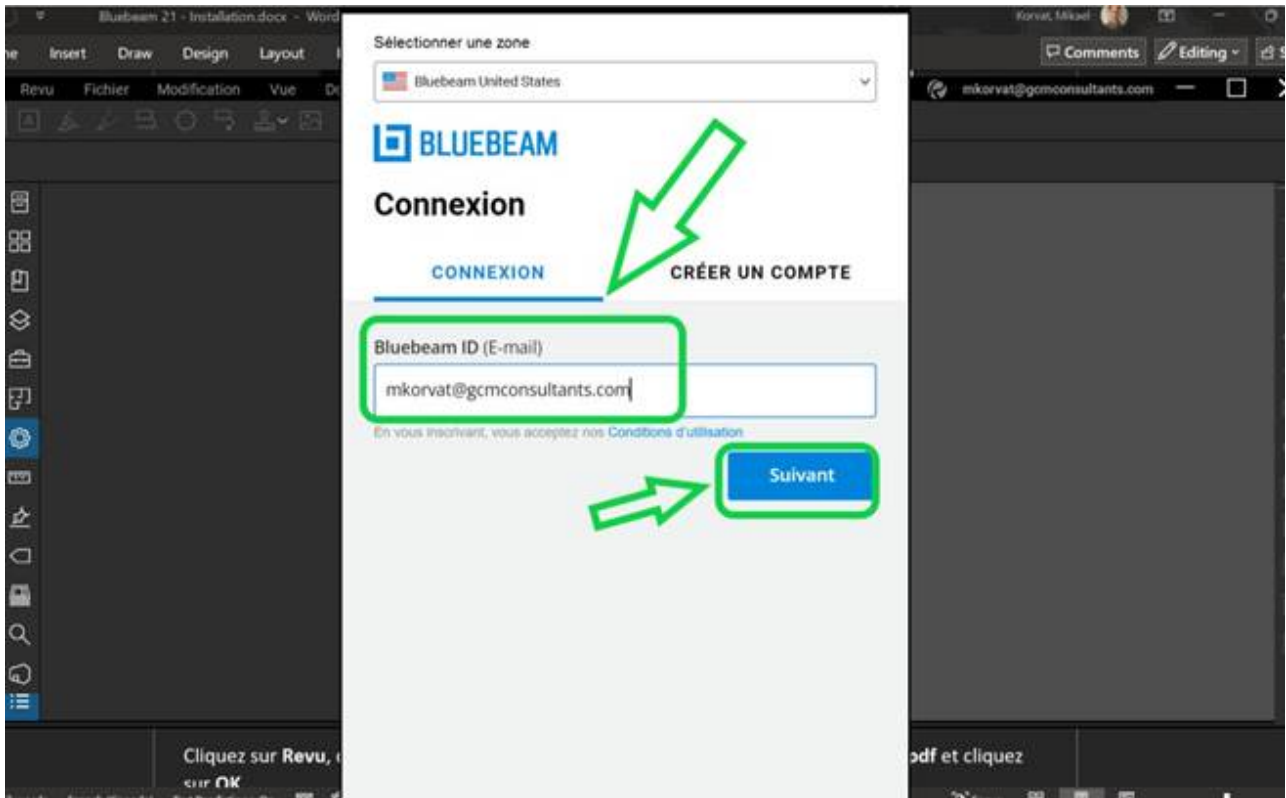 Bluebeam 21 - Installation.docx - Word
Korvat, Mikael
Insert Draw Design Layout
Comments Editing
Revu Fichier Modification Vue
mkorvat@gcmconsultants.com
Sélectionner une zone
Bluebeam United States
BLUEBEAM
Connexion
CONNEXION CRÉER UN COMPTE
Bluebeam ID (E-mail)
mkorvat@gcmconsultants.com
En vous inscrivant, vous acceptez nos Conditions d'utilisation
Suivant
Cliquez sur Revu,
pdf et cliquez
sur OK